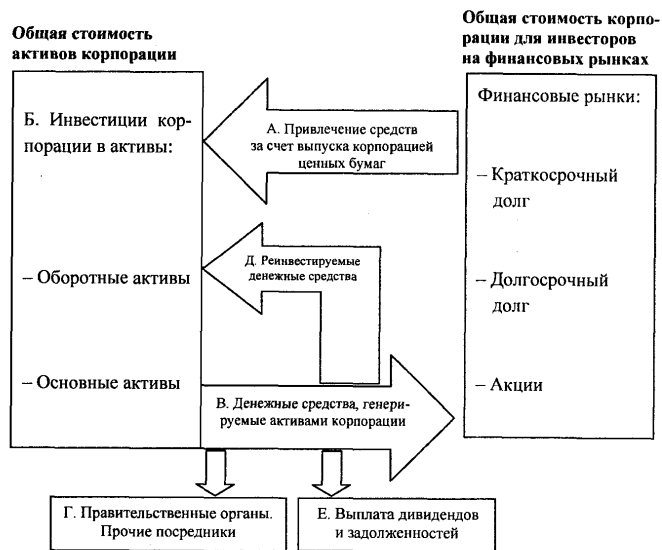 Общая стоимость
активов корпорации
Общая стоимость корпо-
рации для инвесторов
на финансовых рынках
Б. Инвестиции кор-
порации в активы:
– Оборотные активы
– Основные активы
А. Привлечение средств
за счет выпуска корпорацией
ценных бумаг
Д. Реинвестируемые
денежные средства
В. Денежные средства, генери-
руемые активами корпорации
Финансовые рынки:
– Краткосрочный
долг
– Долгосрочный
долг
– Акции
Г. Правительственные органы.
Прочие посредники
Е. Выплата дивидендов
и задолженностей